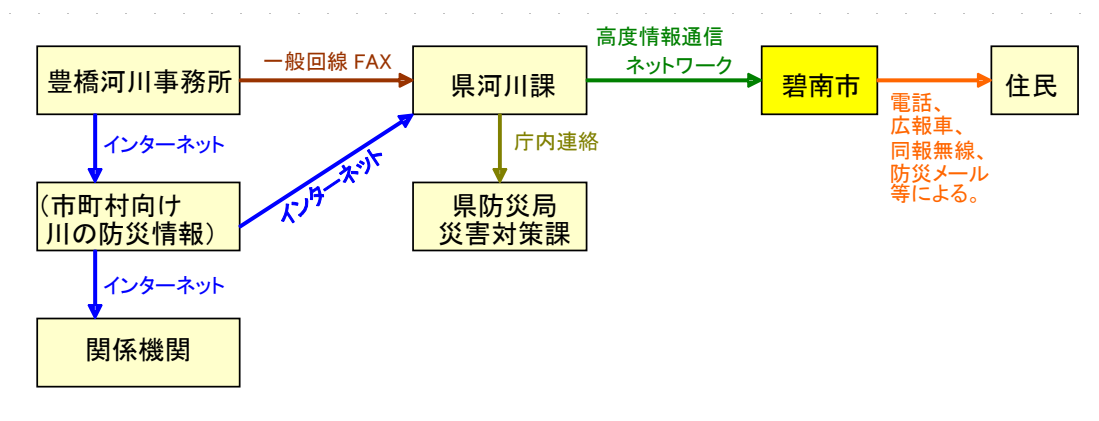 豊橋河川事務所
一般回線 FAX
県河川課
高度情報通信
ネットワーク
碧南市
住民
電話、
広報車、
同報無線、
防災メール
等による。
インターネット
インターネット
庁内連絡
(市町村向け
川の防災情報)
県防災局
災害対策課
インターネット
関係機関